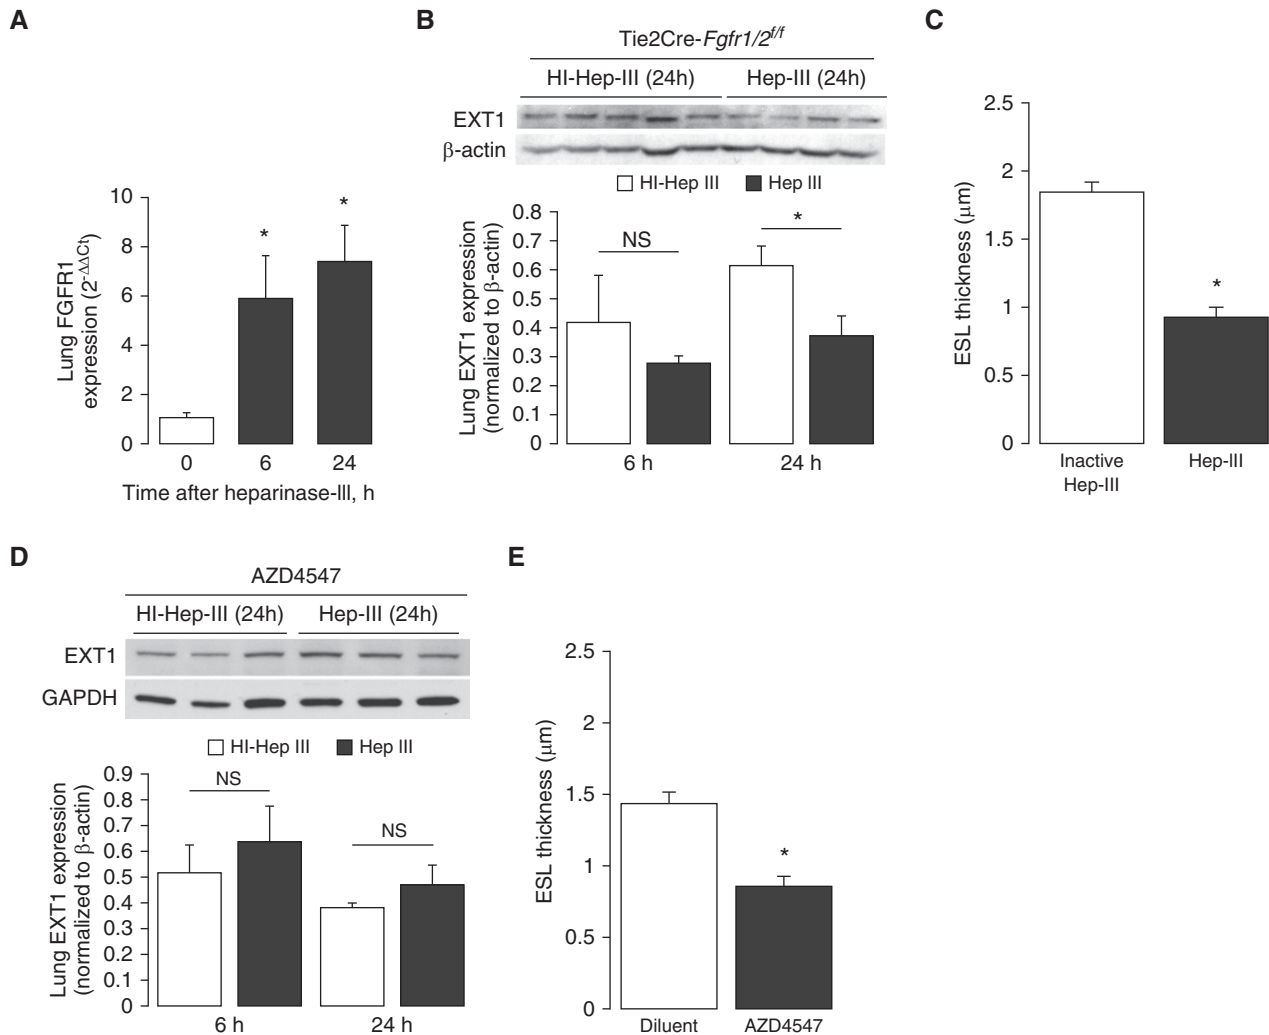 A
10
8
6
4
2
0
Lung FGFR1
expression (2-ΔΔCt)
*
*
0 6 24
Time after heparinase-III, h
B
Tie2Cre-Fgfr1/2f/f
HI-Hep-III (24h) Hep-III (24h)
EXT1
β-actin
HI-Hep III Hep III
0.8
0.7
0.6
0.5
0.4
0.3
0.2
0.1
0
Lung EXT1 expression
(normalized to β-actin)
NS
*
6 h 24 h
C
2.5
2
1.5
1
0.5
0
ESL thickness (μm)
*
Inactive
Hep-III
Hep-III
D
AZD4547
HI-Hep-III (24h) Hep-III (24h)
EXT1
GAPDH
HI-Hep III Hep III
0.9
0.8
0.7
0.6
0.5
0.4
0.3
0.2
0.1
0
Lung EXT1 expression
(normalized to β-actin)
NS
NS
6 h 24 h
E
2.5
2
1.5
1
0.5
0
ESL thickness (μm)
*
Diluent AZD4547